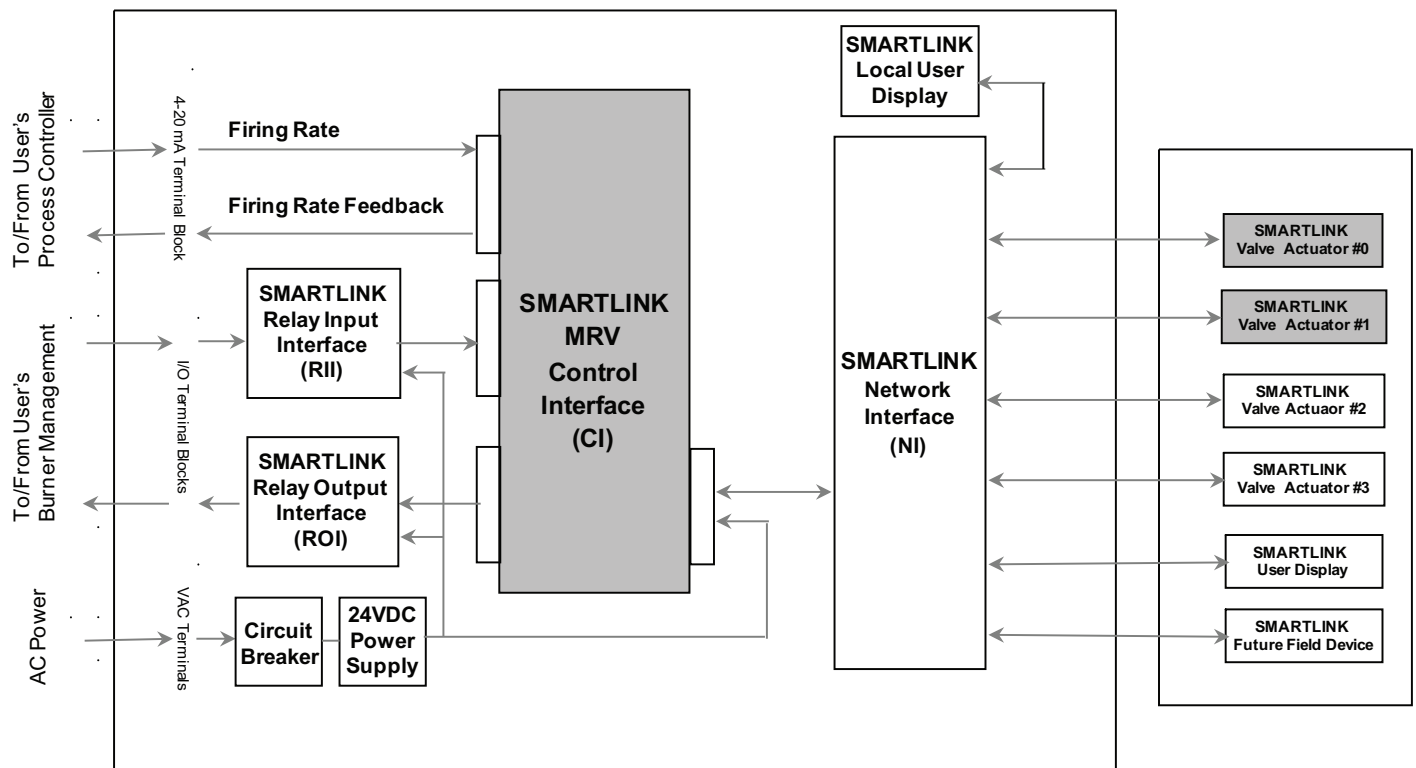 To/From User's
Process Controller
4-20 mA Terminal Block
Firing Rate
Firing Rate Feedback
To/From User's
Burner Management
I/O Terminal Blocks
SMARTLINK
Relay Input
Interface
(RII)
SMARTLINK
Relay Output
Interface
(ROI)
AC Power
VAC Terminals
Circuit
Breaker
24VDC
Power
Supply
SMARTLINK
MRV
Control
Interface
(CI)
SMARTLINK
Local User
Display
SMARTLINK
Network
Interface
(NI)
SMARTLINK
Valve Actuator #0
SMARTLINK
Valve Actuator #1
SMARTLINK
Valve Actuaor #2
SMARTLINK
Valve Actuator #3
SMARTLINK
User Display
SMARTLINK
Future Field Device